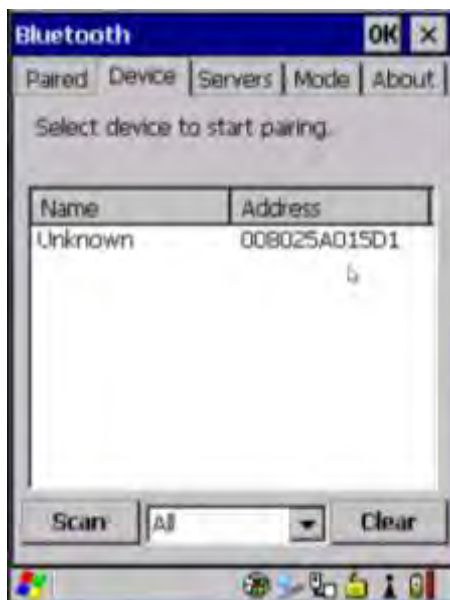 Bluetooth OK ×
Paired Device Servers Mode About
Select device to start pairing.
Name Address
Unknown 008025A015D1
Scan All Clear